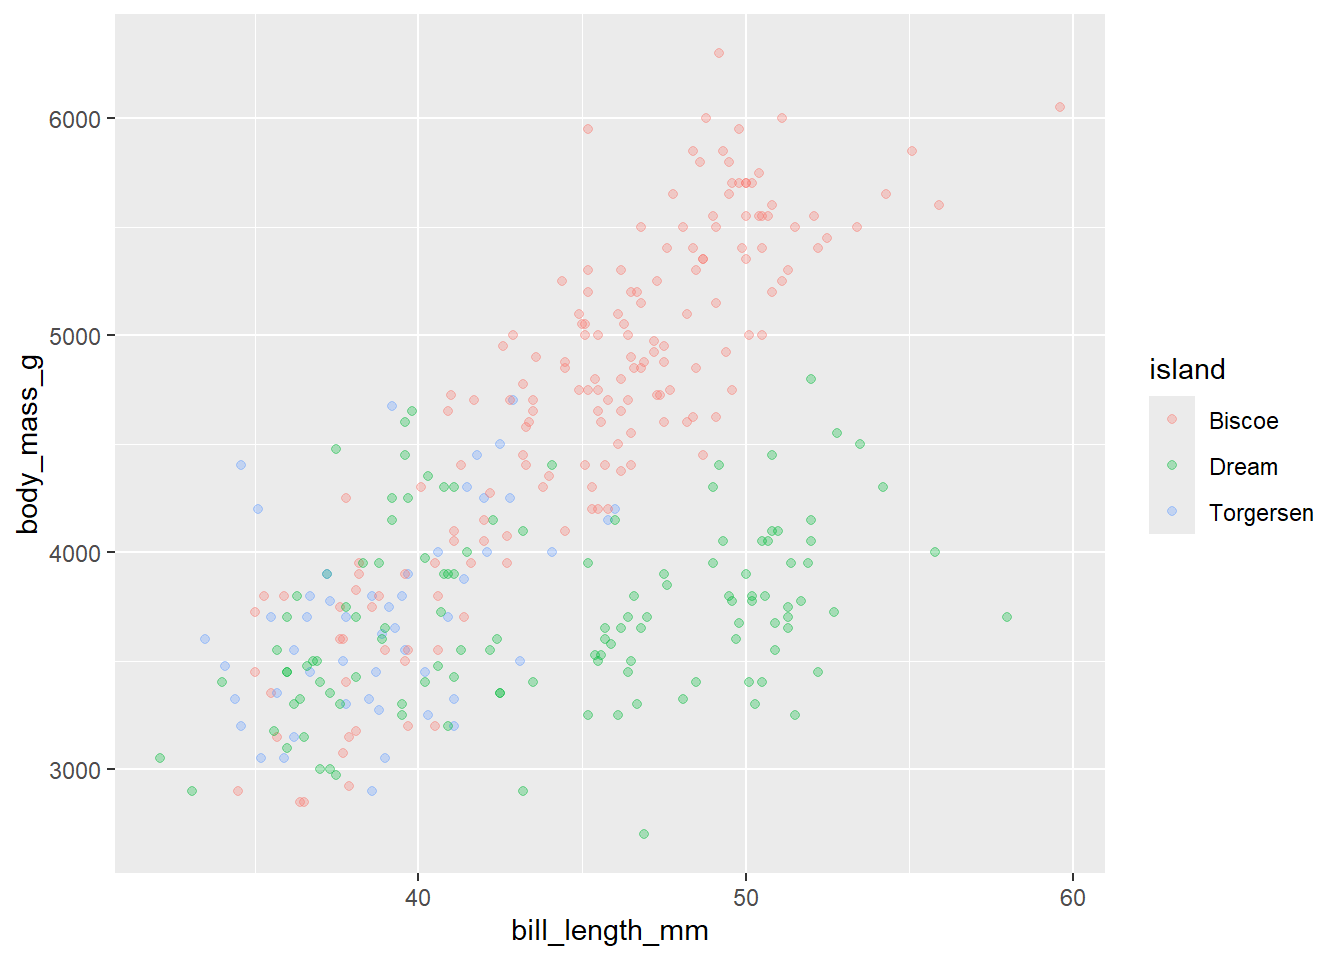 6000
5000
4000
3000
body_mass_g
40
50
60
bill_length_mm
island
Biscoe
Dream
Torgersen